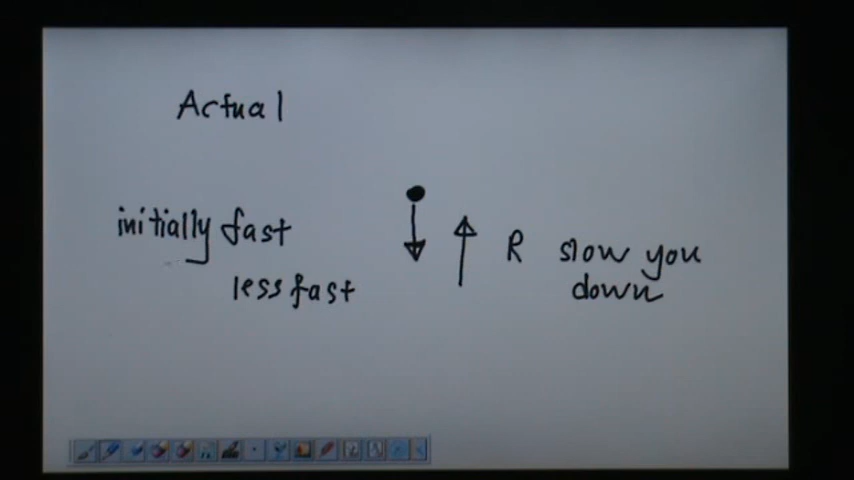 Actual
initially fast
less fast
R slow you
down